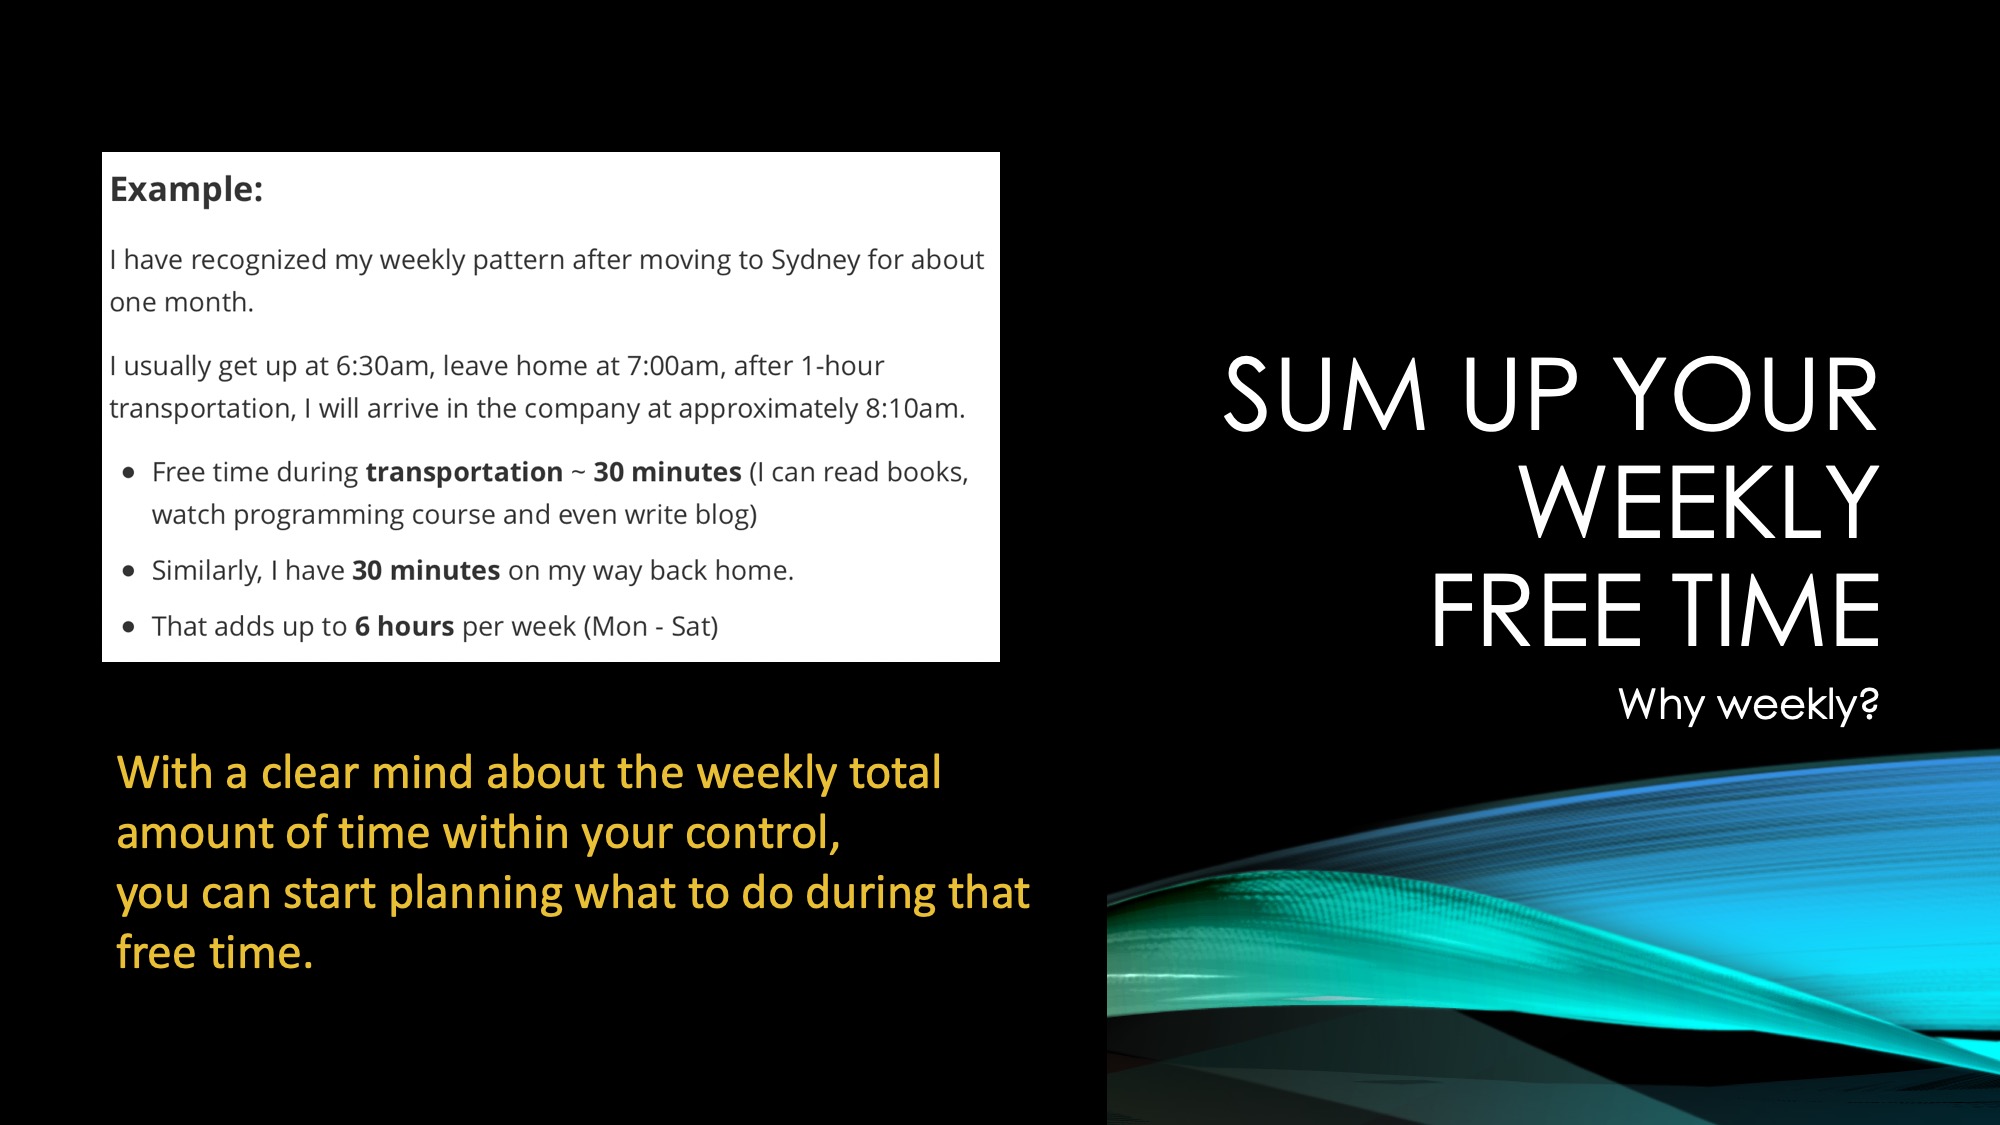 Example:
I have recognized my weekly pattern after moving to Sydney for about
one month.
I usually get up at 6:30am, leave home at 7:00am, after 1-hour
transportation, I will arrive in the company at approximately 8:10am.
• Free time during transportation ~ 30 minutes (I can read books,
watch programming course and even write blog)
• Similarly, I have 30 minutes on my way back home.
• That adds up to 6 hours per week (Mon - Sat)
With a clear mind about the weekly total
amount of time within your control,
you can start planning what to do during that
free time.
SUM UP YOUR
WEEKLY
FREE TIME
Why weekly?